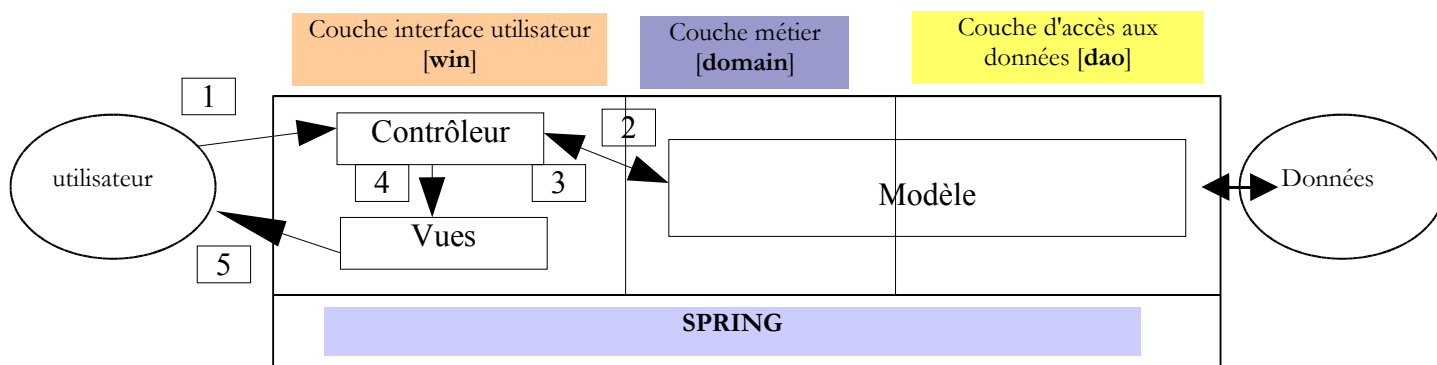 Couche interface utilisateur
[win]
Couche métier
[domain]
Couche d'accès aux
données [dao]
1
Contrôleur
2
utilisateur
4
3
Modèle
Données
Vues
5
SPRING